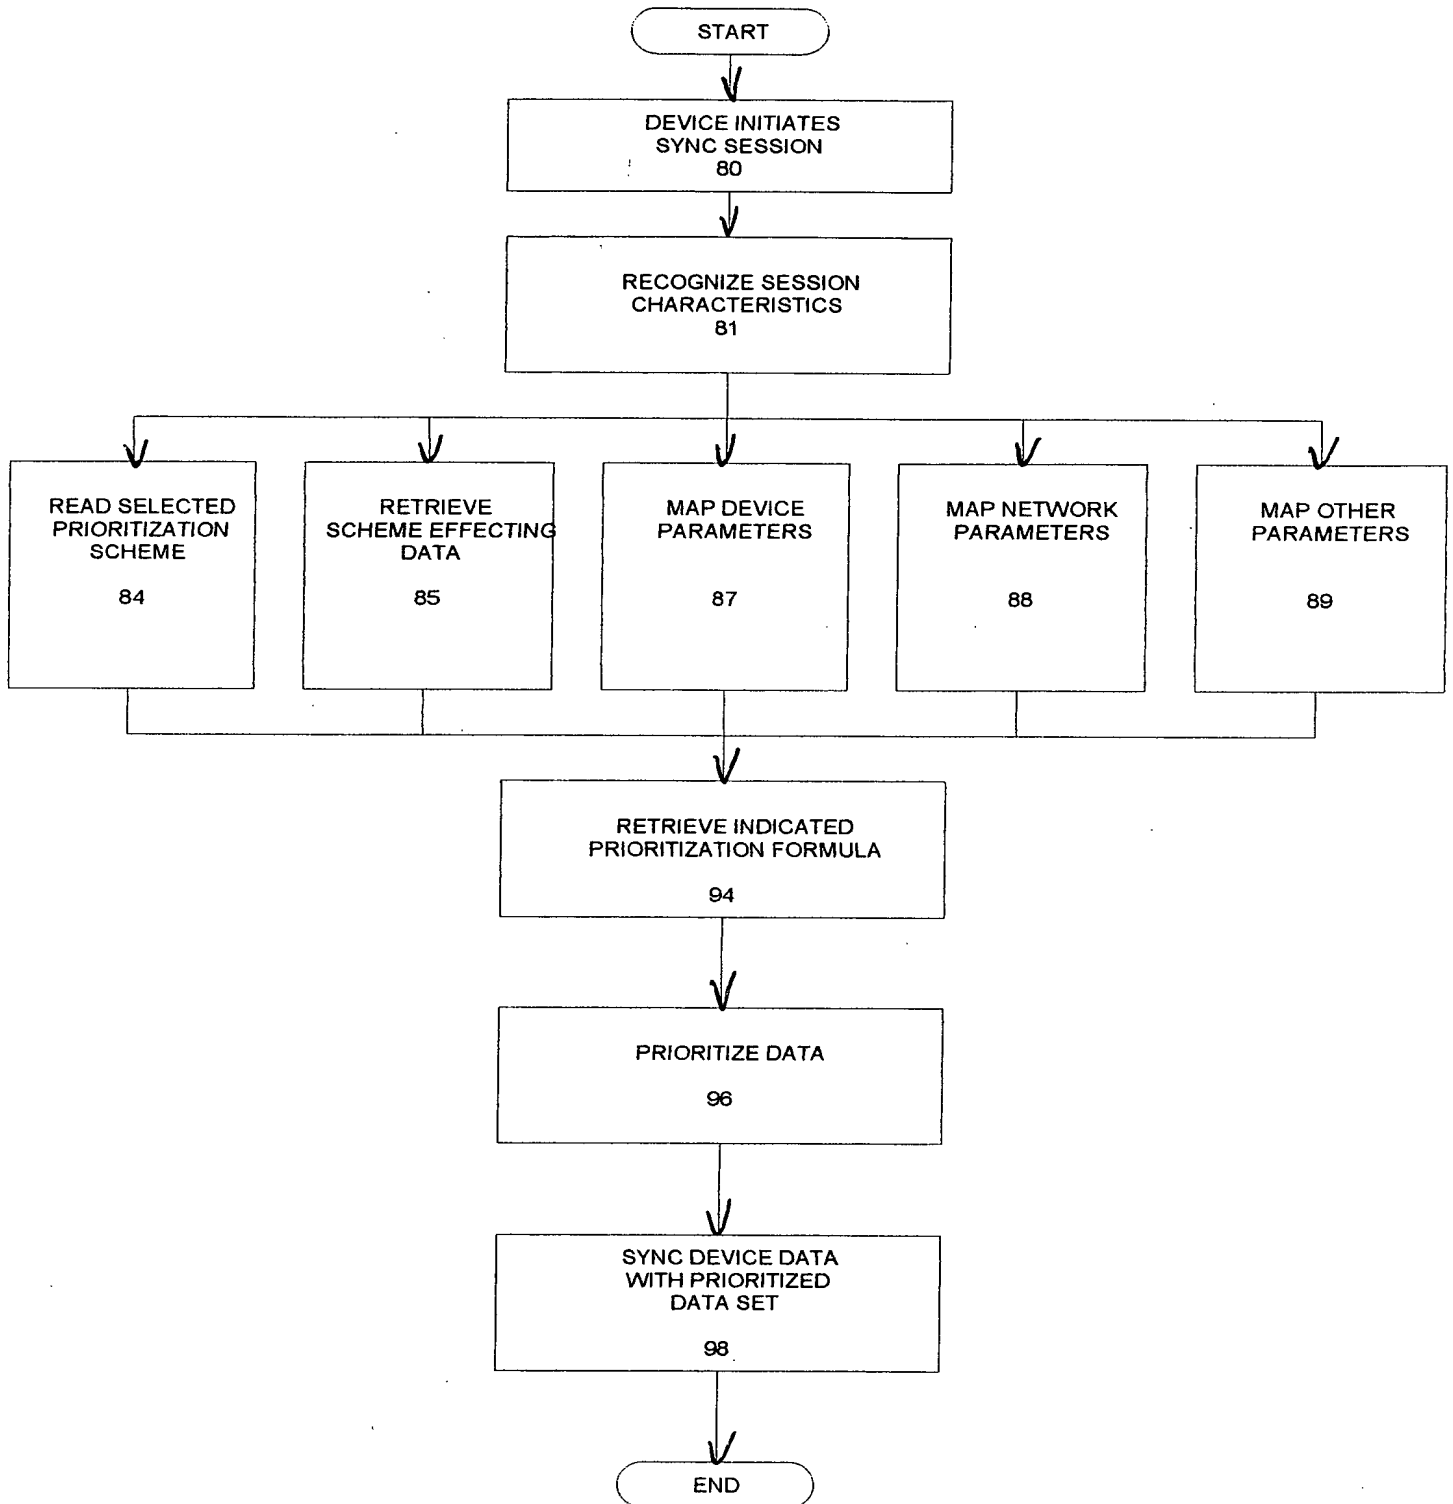 START
DEVICE INITIATES
SYNC SESSION
80
RECOGNIZE SESSION
CHARACTERISTICS
81
READ SELECTED
PRIORITIZATION
SCHEME
84
RETRIEVE
SCHEME EFFECTING
DATA
85
MAP DEVICE
PARAMETERS
87
MAP NETWORK
PARAMETERS
88
MAP OTHER
PARAMETERS
89
RETRIEVE INDICATED
PRIORITIZATION FORMULA
94
PRIORITIZE DATA
96
SYNC DEVICE DATA
WITH PRIORITIZED
DATA SET
98
END